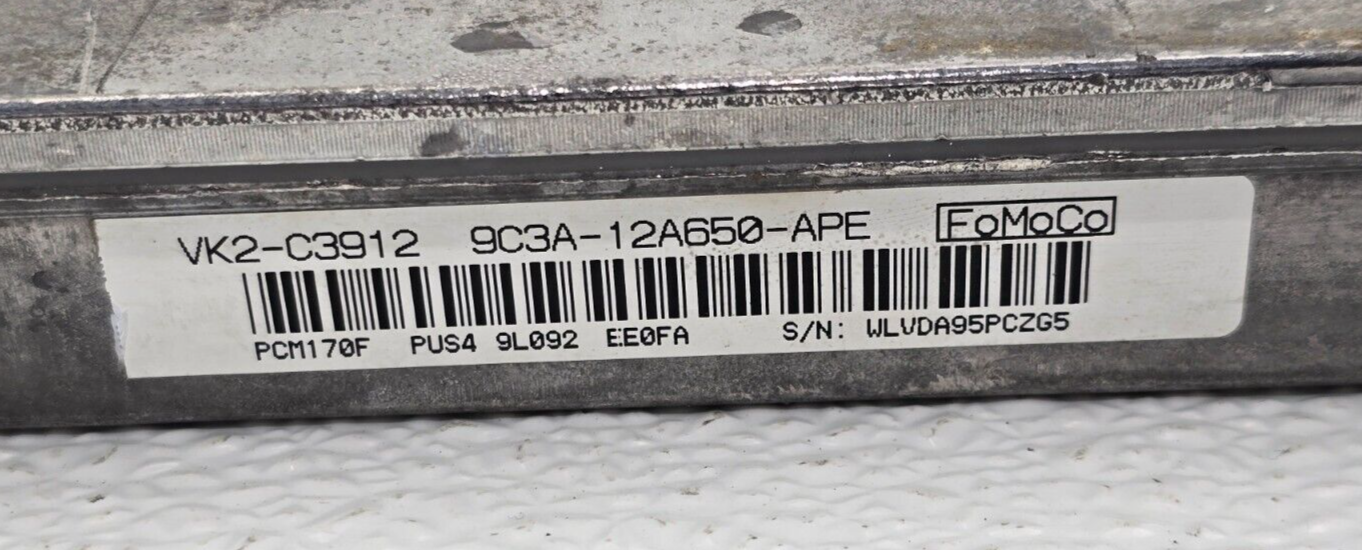 VK2-C3912 9C3A-12A650-APE FoMoCo
PCM170F PUS4 9L092 EE0FA S/N: WLVDA95PCZG5